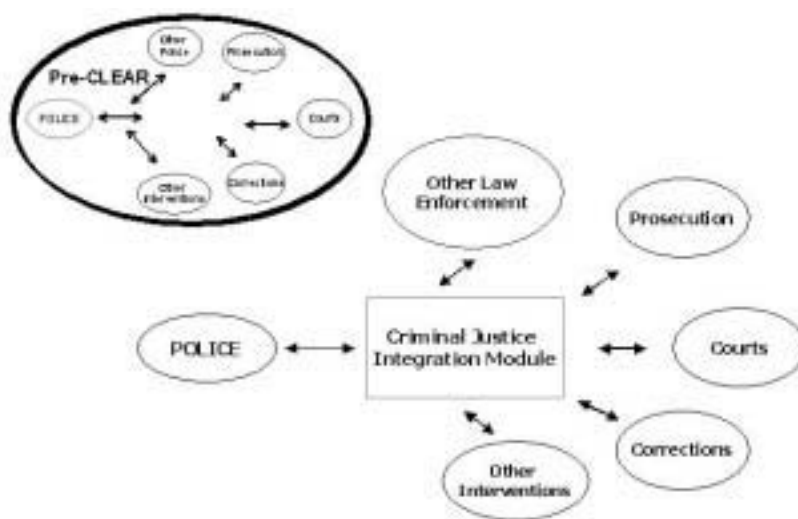 Other
Police
Prosecution
Pre-CLEAR
POLICE
Courts
Other
Interventions
Corrections
Other Law
Enforcement
Prosecution
POLICE
Criminal Justice
Integration Module
Courts
Corrections
Other
Interventions